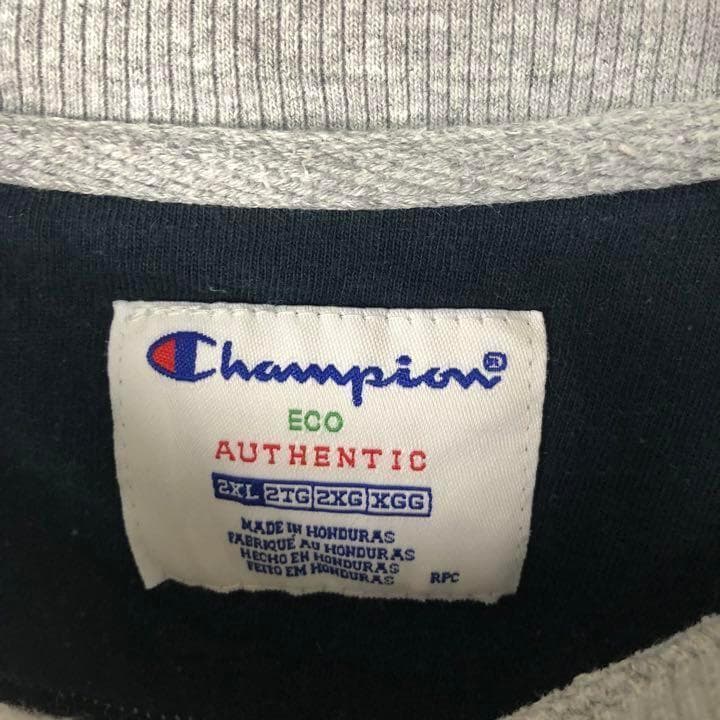 Champion®
ECO
AUTHENTIC
2XL 2TG 2XG XGG
MADE IN HONDURAS
FABRIQUÉ AU HONDURAS
HECHO EN HONDURAS
FEITO EM HONDURAS
RPC